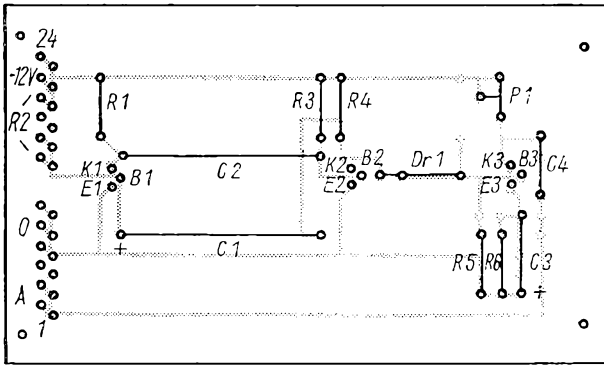 24
-12V
R2
R1
R3
R4
P1
K1
E1
B1
C2
K2
E2
B2
Dr1
K3
E3
B3
C4
0
+
C1
R5
R6
C3
+
A
1